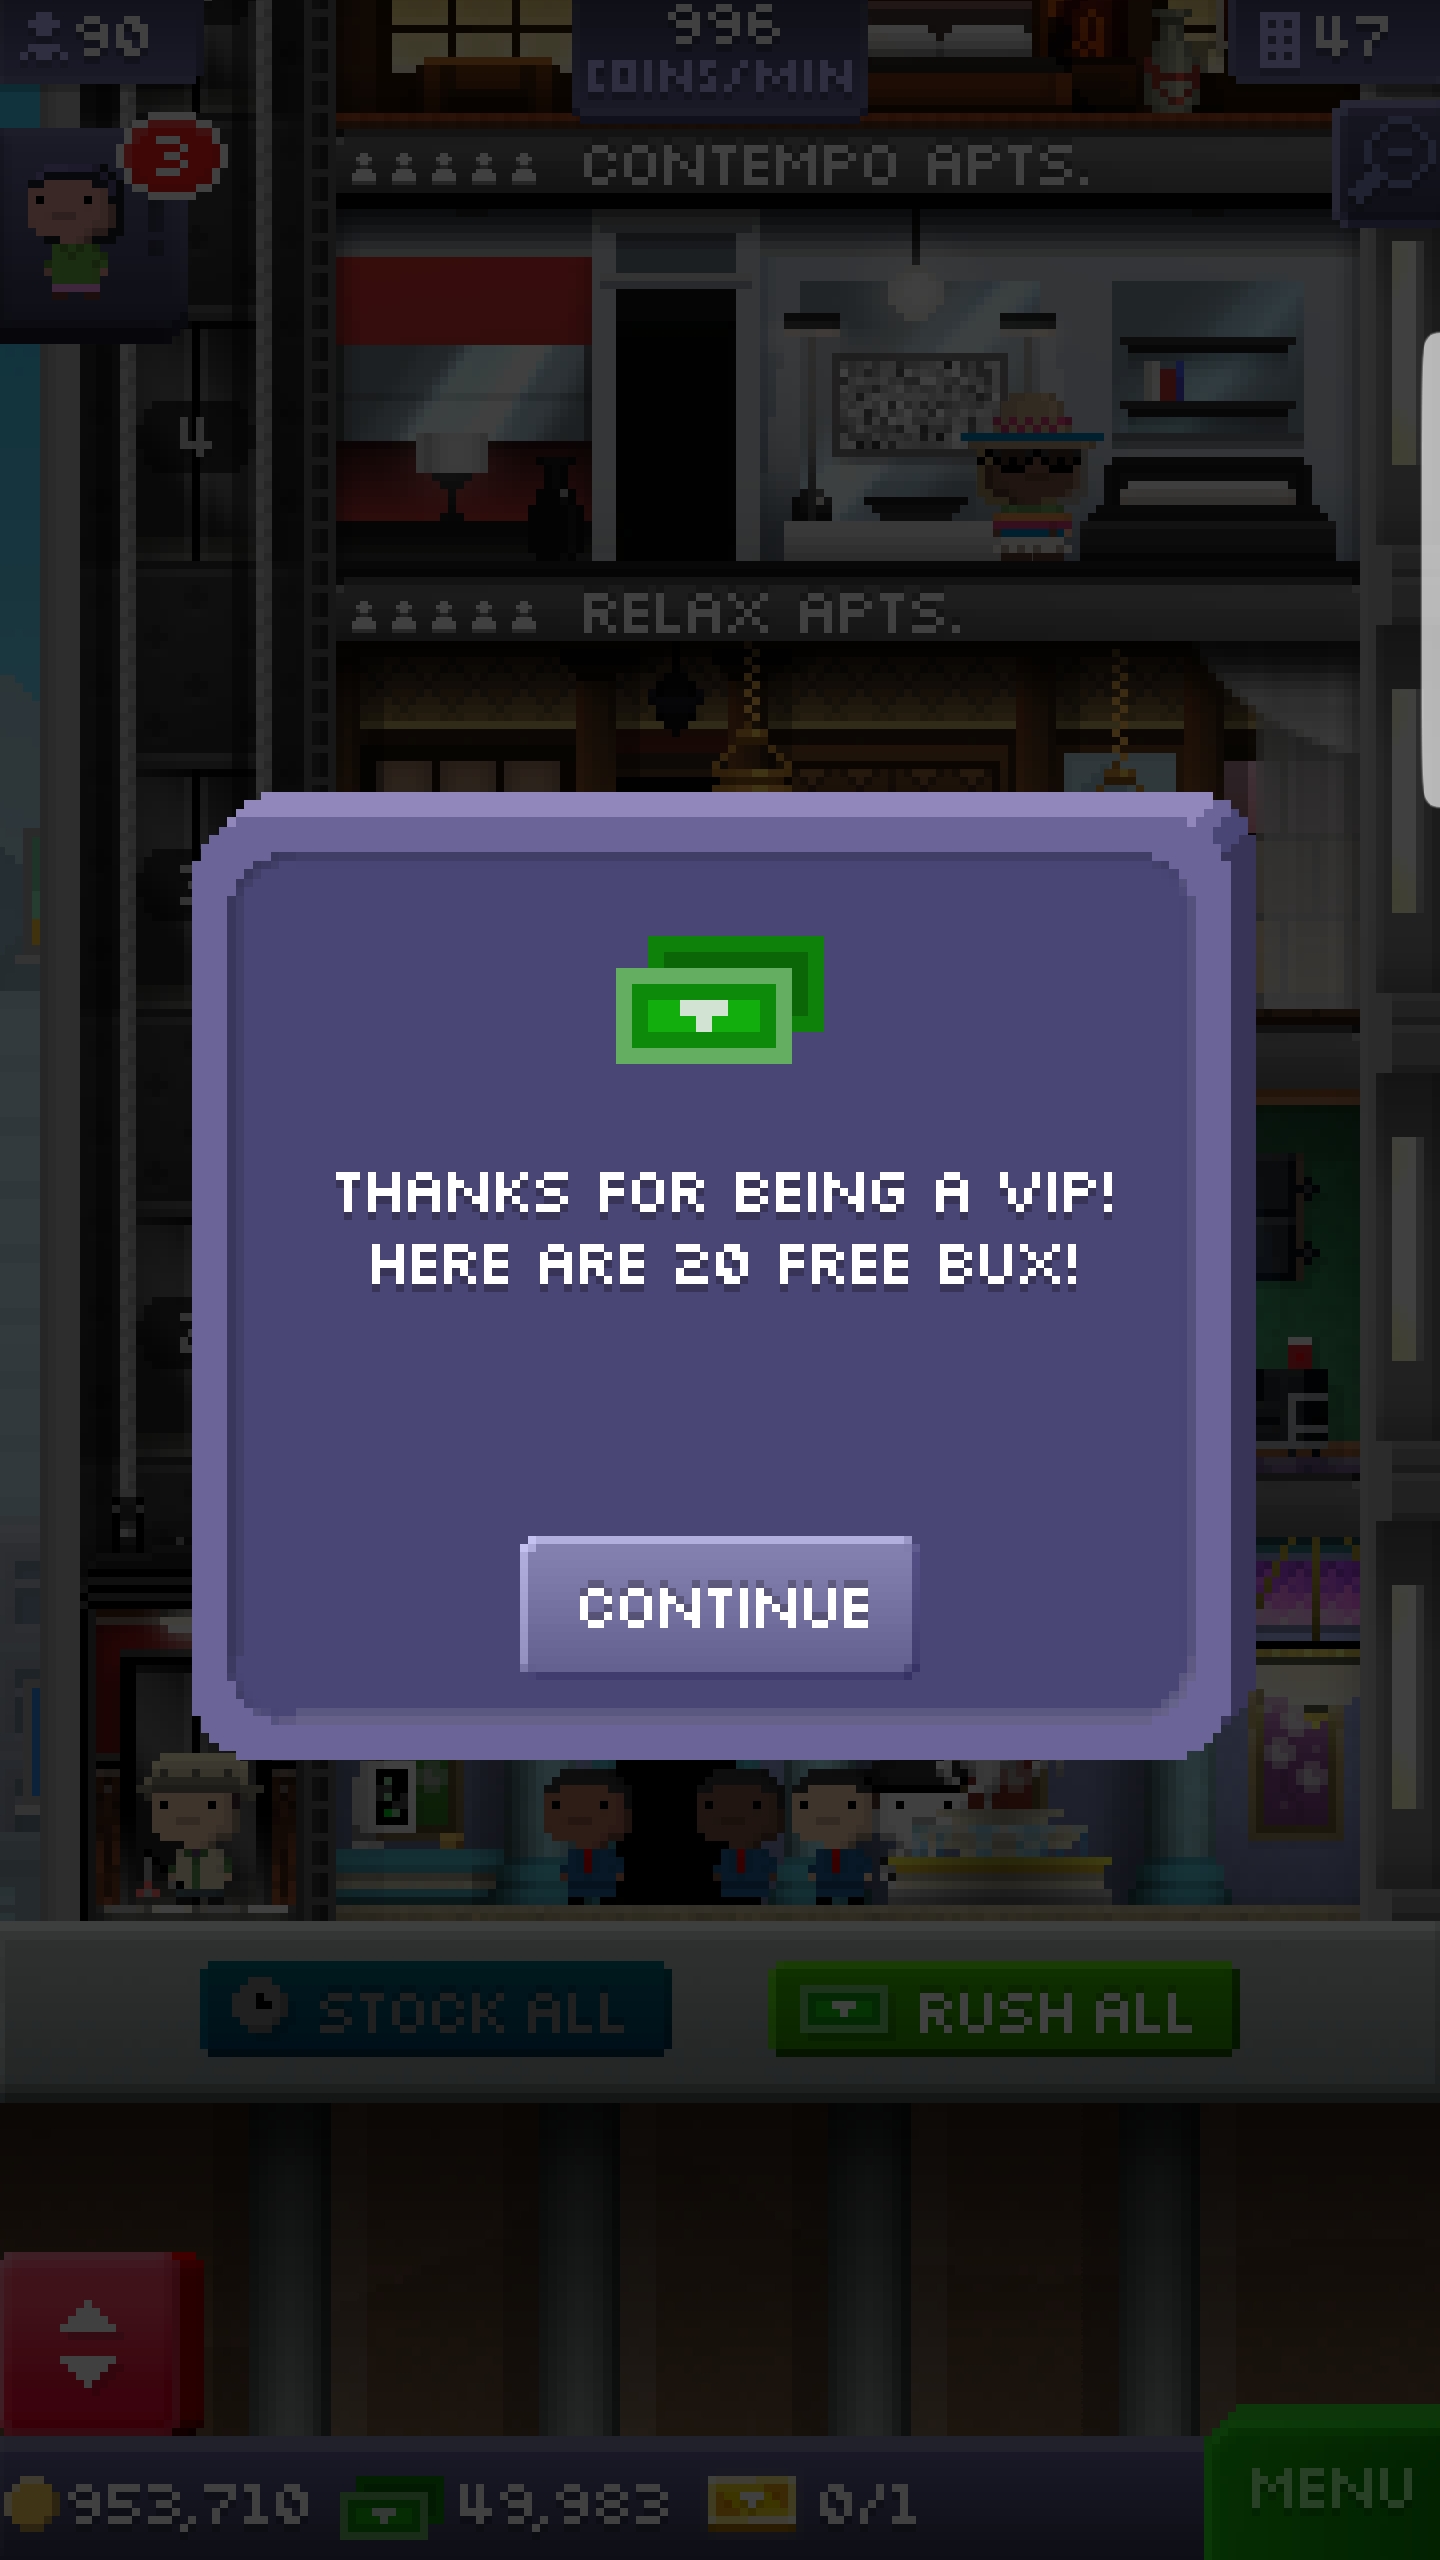 90
996
COINS/MIN
47
3
CONTEMPO APTS.
4
RELAX APTS.
THANKS FOR BEING A VIP!
HERE ARE 20 FREE BUX!
CONTINUE
STOCK ALL
RUSH ALL
953,710
49,983
0/1
MENU